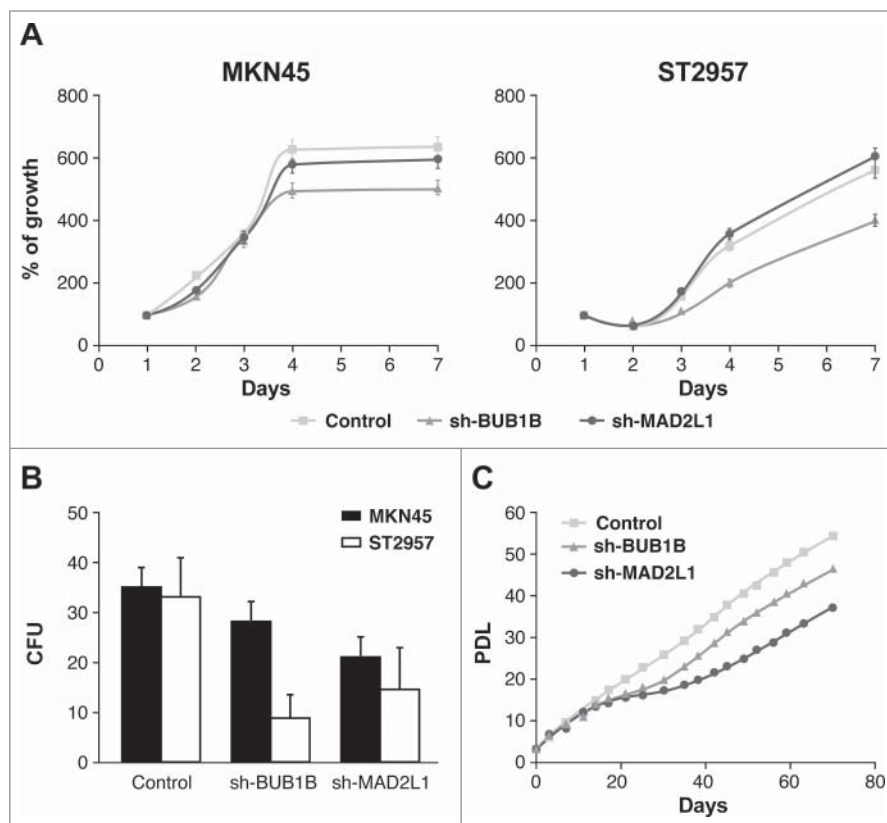 A
MKN45
ST2957
% of growth
800
600
400
200
0
0 1 2 3 4 5 6 7
Days
800
600
400
200
0
0 1 2 3 4 5 6 7
Days
Control sh-BUB1B sh-MAD2L1
B
MKN45
ST2957
CFU
50
40
30
20
10
0
Control sh-BUB1B sh-MAD2L1
C
Control
sh-BUB1B
sh-MAD2L1
PDL
60
50
40
30
20
10
0
0 20 40 60 80
Days